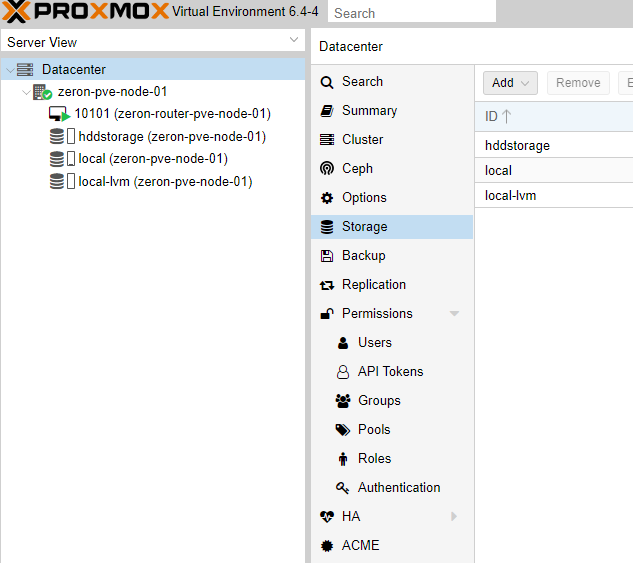 PROXMOX Virtual Environment 6.4-4 Search
Server View
Datacenter
zeron-pve-node-01
10101 (zeron-router-pve-node-01)
hddstorage (zeron-pve-node-01)
local (zeron-pve-node-01)
local-lvm (zeron-pve-node-01)
Datacenter
Search
Summary
Cluster
Ceph
Options
Storage
Backup
Replication
Permissions
Users
API Tokens
Groups
Pools
Roles
Authentication
HA
ACME
Add Remove E
ID
hddstorage
local
local-lvm